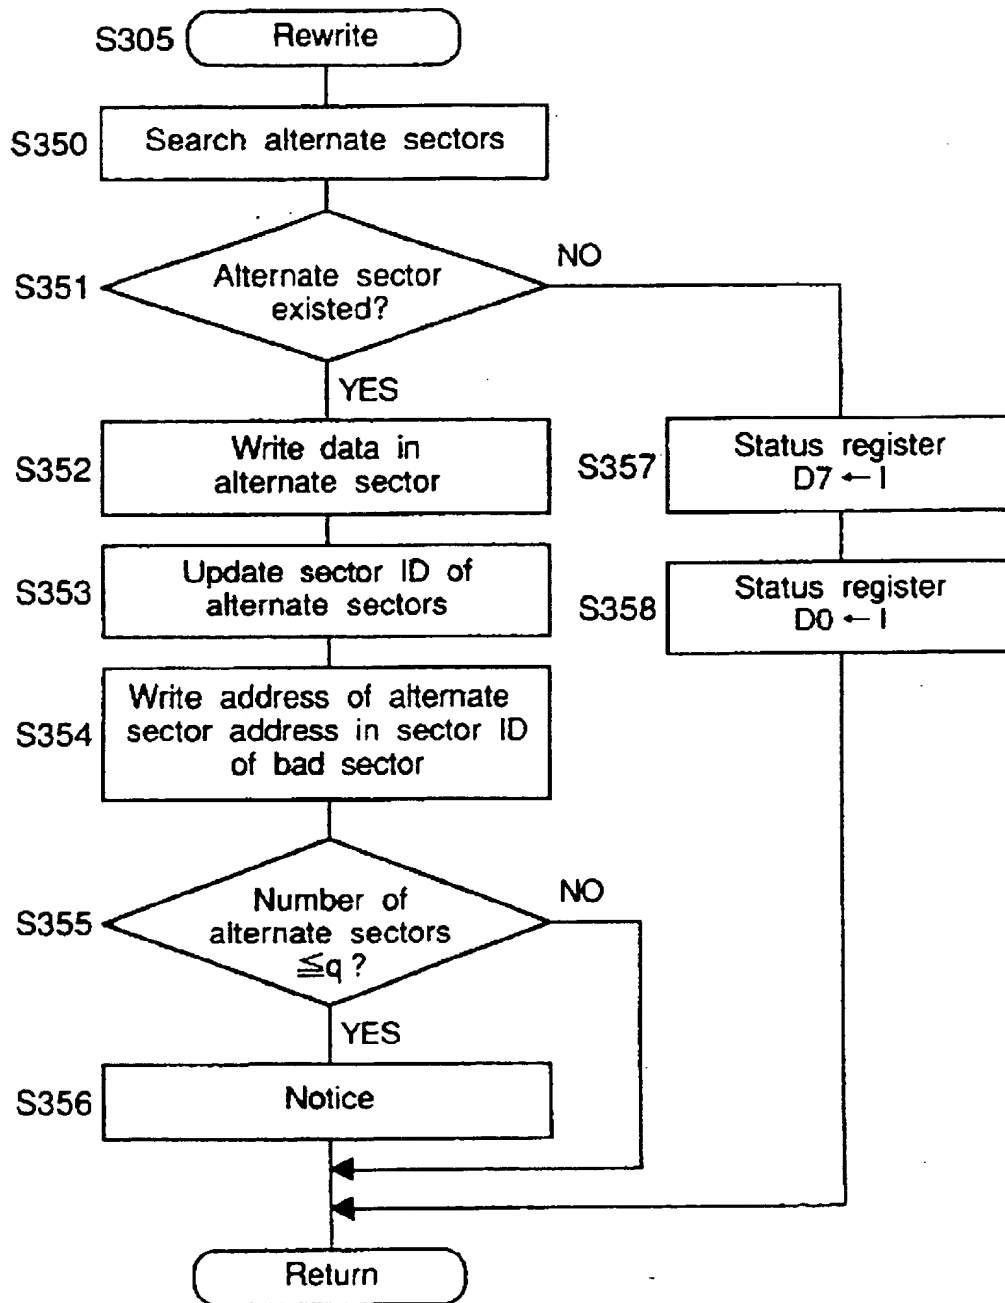 S305 Rewrite
S350 Search alternate sectors
S351 Alternate sector
existed?
NO
YES
S352 Write data in
alternate sector
S357 Status register
D7 ← I
S353 Update sector ID of
alternate sectors
S358 Status register
D0 ← I
S354 Write address of alternate
sector address in sector ID
of bad sector
S355 Number of
alternate sectors
≦q ?
NO
YES
S356 Notice
Return